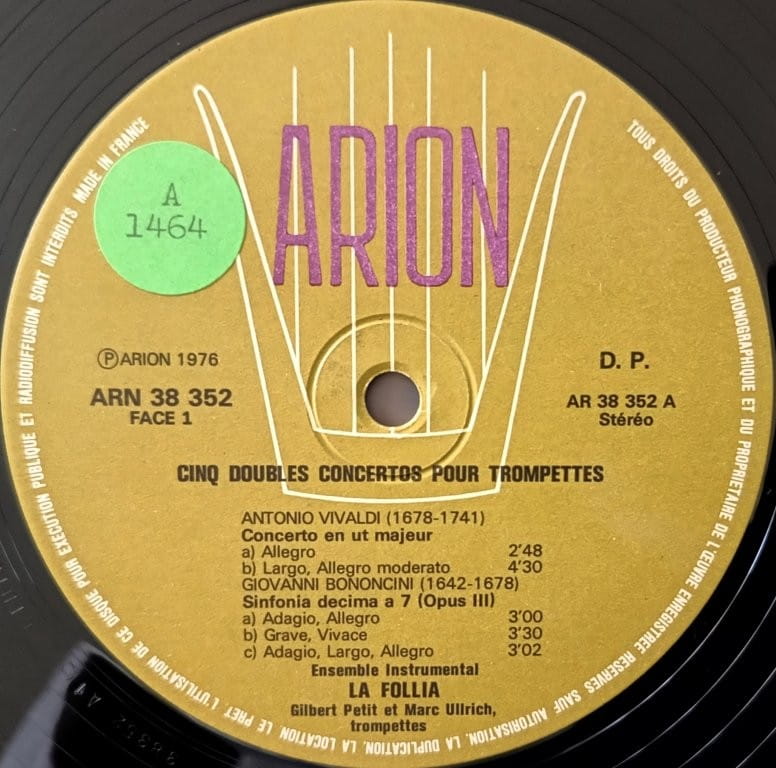 ARION
A
1464
Ⓟ ARION 1976
ARN 38 352
FACE 1
D. P.
AR 38 352 A
Stéréo
CINQ DOUBLES CONCERTOS POUR TROMPETTES
ANTONIO VIVALDI (1678-1741)
Concerto en ut majeur
a) Allegro 2'48
b) Largo, Allegro moderato 4'30
GIOVANNI BONONCINI (1642-1678)
Sinfonia decima a 7 (Opus III)
a) Adagio, Allegro 3'00
b) Grave, Vivace 3'30
c) Adagio, Largo, Allegro 3'02
Ensemble Instrumental
LA FOLLIA
Gilbert Petit et Marc Ullrich,
trompettes
TOUS DROITS DU PRODUCTEUR PHONOGRAPHIQUE ET DU PROPRIETAIRE DE L'ŒUVRE ENREGISTREE RESERVES SAUF AUTORISATION, LA DUPLICATION, LA LOCATION, LE PRET, L'UTILISATION DE CE DISQUE POUR EXECUTION PUBLIQUE ET RADIODIFFUSION SONT INTERDITS MADE IN FRANCE